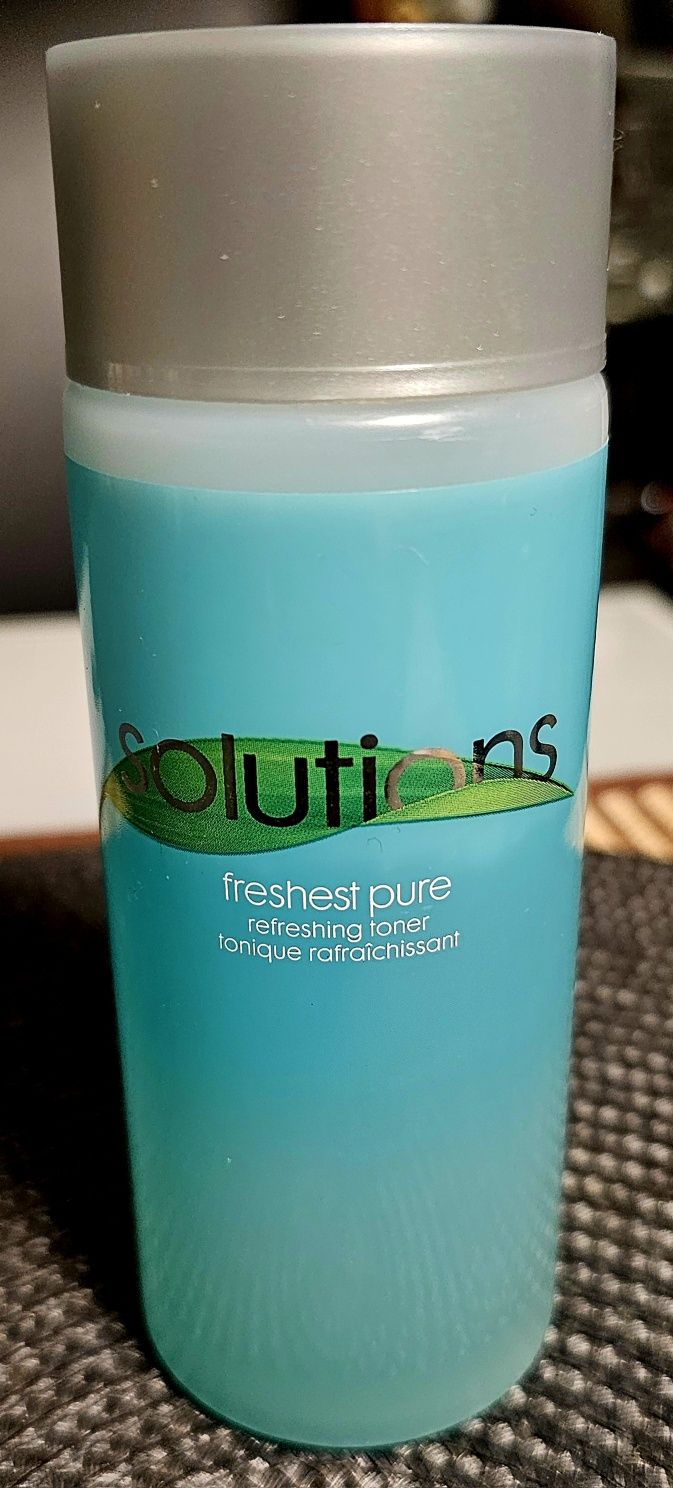 solutions
freshest pure
refreshing toner
tonique rafraîchissant